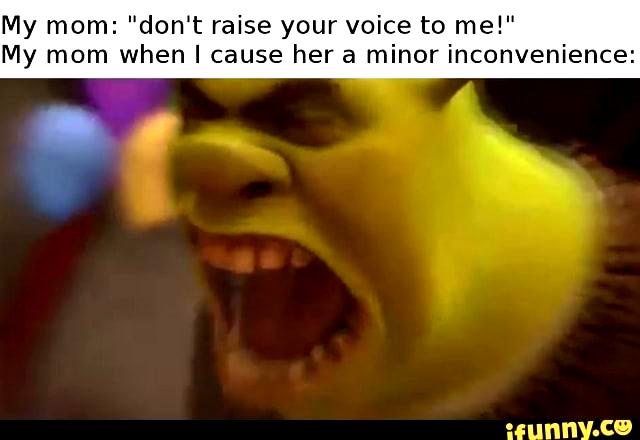 My mom: "don't raise your voice to me!"
My mom when I cause her a minor inconvenience:
ifunny.co